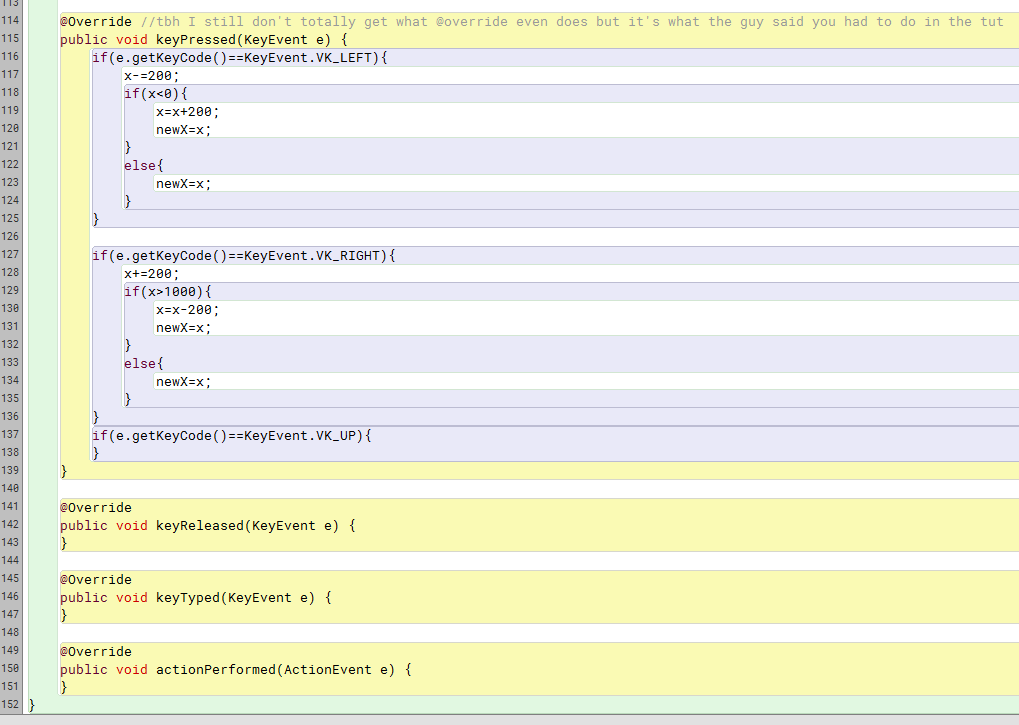 113
114 @Override //tbh I still don't totally get what @override even does but it's what the guy said you had to do in the tut
115 public void keyPressed(KeyEvent e) {
116 if(e.getKeyCode()==KeyEvent.VK_LEFT){
117 x-=200;
118 if(x<0){
119 x=x+200;
120 newX=x;
121 }
122 else{
123 newX=x;
124 }
125 }
126
127 if(e.getKeyCode()==KeyEvent.VK_RIGHT){
128 x+=200;
129 if(x>1000){
130 x=x-200;
131 newX=x;
132 }
133 else{
134 newX=x;
135 }
136 }
137 if(e.getKeyCode()==KeyEvent.VK_UP){
138 }
139 }
140
141 @Override
142 public void keyReleased(KeyEvent e) {
143 }
144
145 @Override
146 public void keyTyped(KeyEvent e) {
147 }
148
149 @Override
150 public void actionPerformed(ActionEvent e) {
151 }
152 }